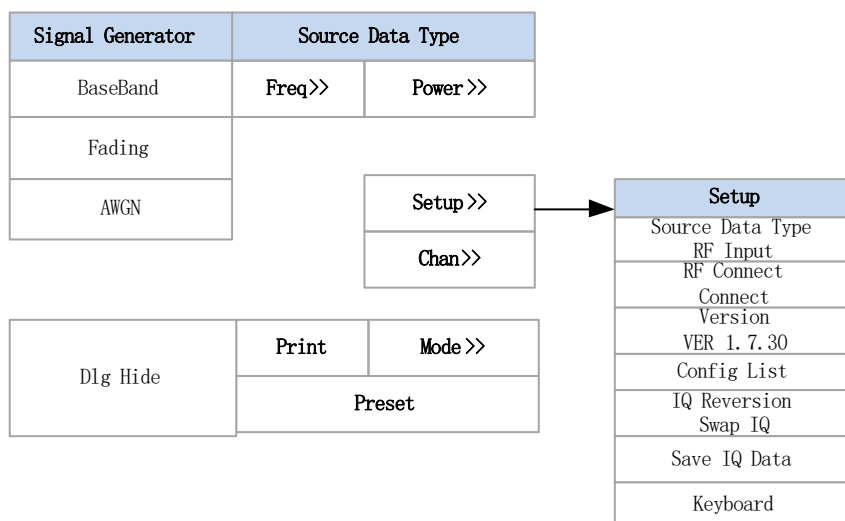 Signal Generator
Source Data Type
BaseBand
Freq>>
Power>>
Fading
AWGN
Setup>>
Chan>>
Dlg Hide
Print
Mode>>
Preset
Setup
Source Data Type
RF Input
RF Connect
Connect
Version
VER 1.7.30
Config List
IQ Reversion
Swap IQ
Save IQ Data
Keyboard